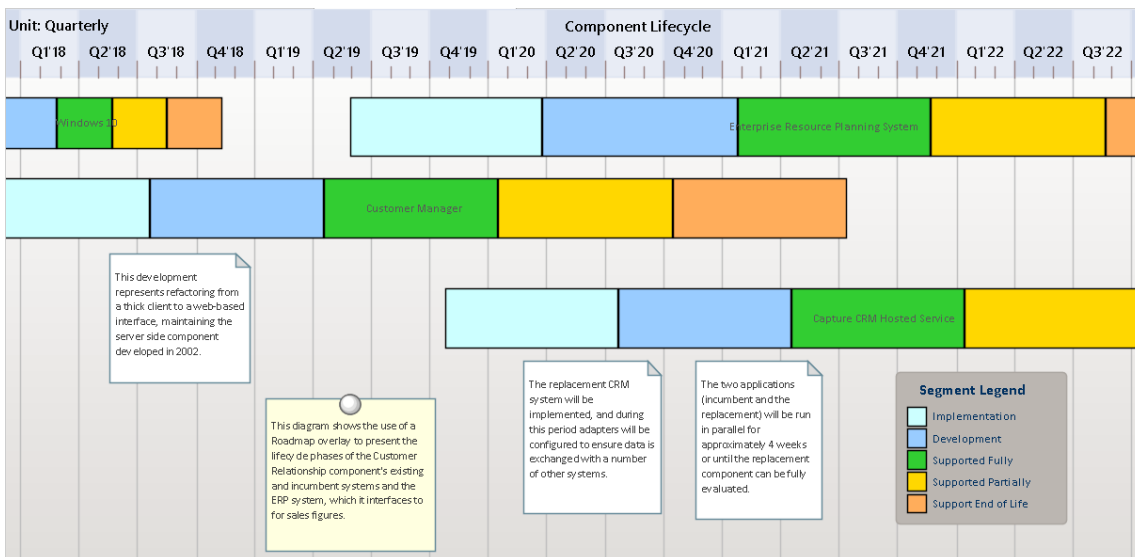 Unit: Quarterly
Component Lifecycle
Q1'18 Q2'18 Q3'18 Q4'18 Q1'19 Q2'19 Q3'19 Q4'19 Q1'20 Q2'20 Q3'20 Q4'20 Q1'21 Q2'21 Q3'21 Q4'21 Q1'22 Q2'22 Q3'22
Windows 10
Enterprise Resource Planning System
Customer Manager
This development
represents refactoring from
a thick client to a web-based
interface, maintaining the
server side component
developed in 2002.
Capture CRM Hosted Service
This diagram shows the use of a
Roadmap overlay to present the
lifecycle phases of the Customer
Relationship component's existing
and incumbent systems and the
ERP system, which it interfaces to
for sales figures.
The replacement CRM
system will be
implemented, and during
this period adapters will be
configured to ensure data is
exchanged with a number
of other systems.
The two applications
(incumbent and the
replacement) will be run
in parallel for
approximately 4 weeks
or until the replacement
component can be fully
evaluated.
Segment Legend
Implementation
Development
Supported Fully
Supported Partially
Support End of Life